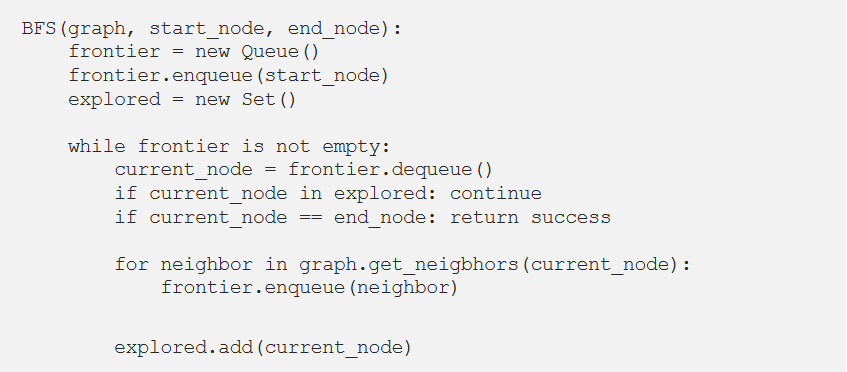 BFS(graph, start_node, end_node):
    frontier = new Queue()
    frontier.enqueue(start_node)
    explored = new Set()

    while frontier is not empty:
        current_node = frontier.dequeue()
        if current_node in explored: continue
        if current_node == end_node: return success

        for neighbor in graph.get_neigbhors(current_node):
            frontier.enqueue(neighbor)

        explored.add(current_node)